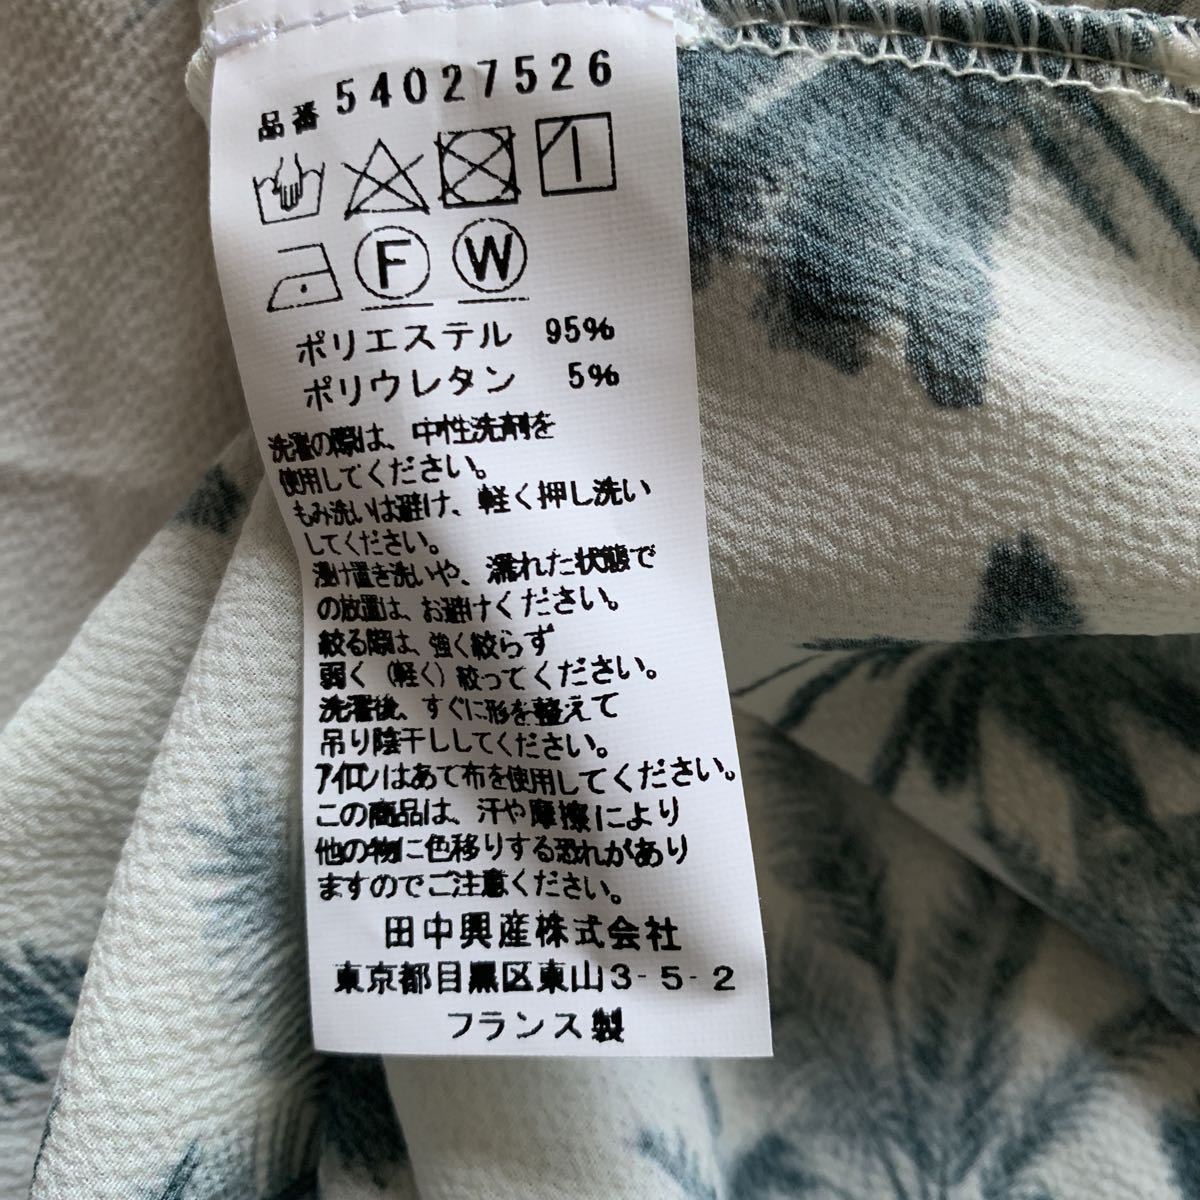 品番 54027526
F W
ポリエステル 95%
ポリウレタン 5%
洗濯の際は、中性洗剤を
使用してください。
もみ洗いは避け、軽く押し洗い
してください。
浸け置き洗いや、濡れた状態で
の放置は、お避けください。
絞る際は、強く絞らず
弱く（軽く）絞ってください。
洗濯後、すぐに形を整えて
吊り陰干ししてください。
アイロンはあて布を使用してください。
この商品は、汗や摩擦により
他の物に色移りする恐れがあり
ますのでご注意ください。
田中興産株式会社
東京都目黒区東山3-5-2
フランス製